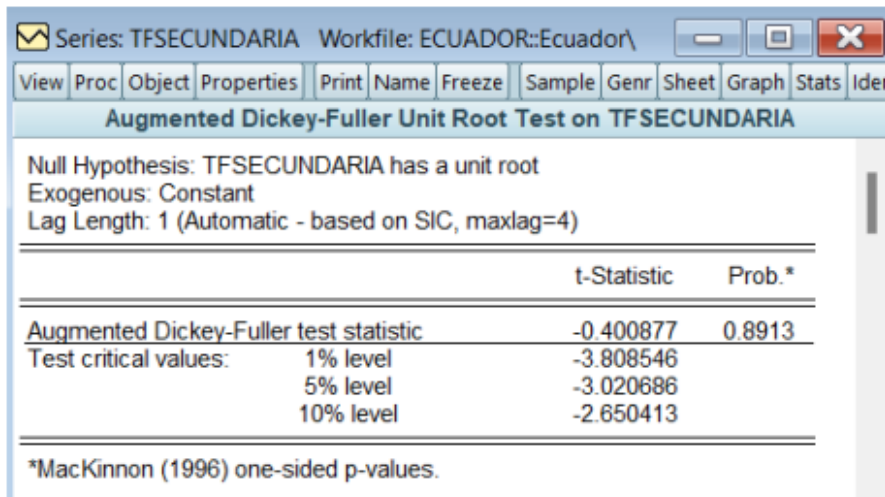 Series: TFSECUNDARIA Workfile: ECUADOR::Ecuador\
View Proc Object Properties Print Name Freeze Sample Genr Sheet Graph Stats Ider
Augmented Dickey-Fuller Unit Root Test on TFSECUNDARIA
Null Hypothesis: TFSECUNDARIA has a unit root
Exogenous: Constant
Lag Length: 1 (Automatic - based on SIC, maxlag=4)
t-Statistic Prob.*
Augmented Dickey-Fuller test statistic -0.400877 0.8913
Test critical values: 1% level -3.808546
5% level -3.020686
10% level -2.650413
*MacKinnon (1996) one-sided p-values.